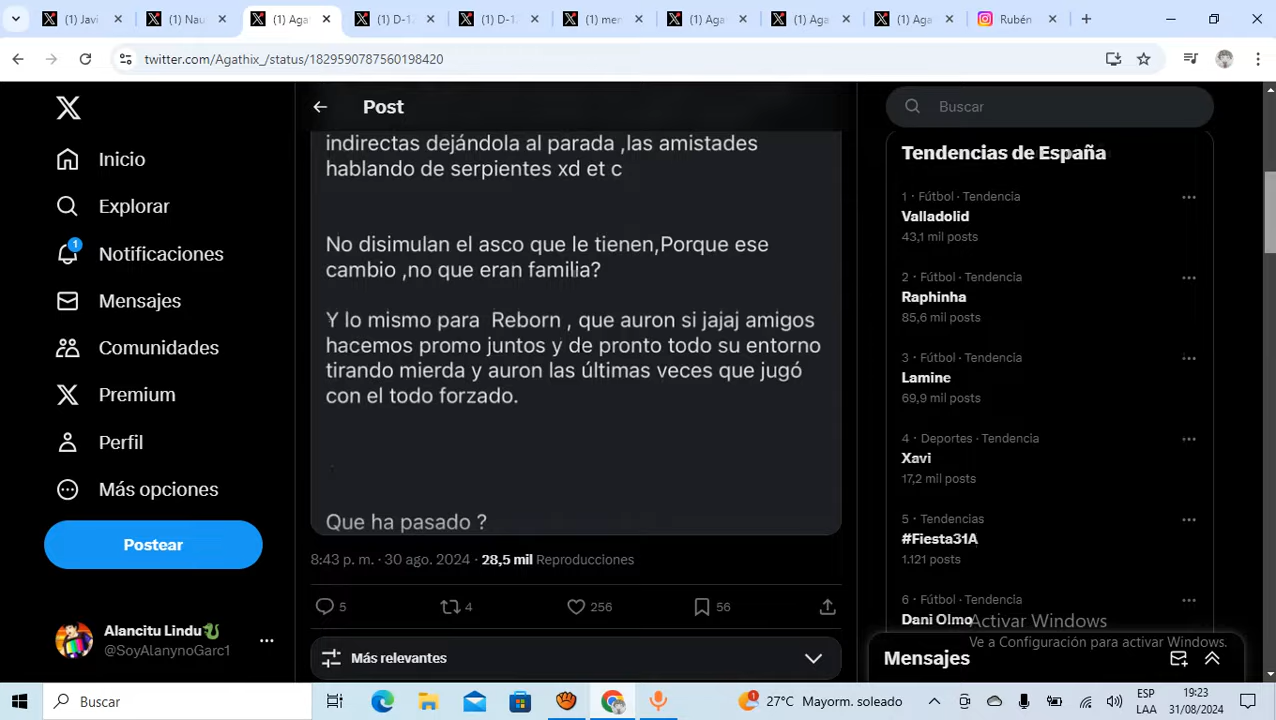 (1) Javi
(1) Nau
(1) Aga
(1) D-1
(1) D-1
(1) mer
(1) Aga
(1) Aga
(1) Aga
Rubén
twitter.com/Agathix_/status/1829590787560198420
Inicio
Explorar
1
Notificaciones
Mensajes
Comunidades
Premium
Perfil
Más opciones
Postear
Alancitu Lindu
@SoyAlanynoGarc1
Post
indirectas dejándola al parada ,las amistades
hablando de serpientes xd et c
No disimulan el asco que le tienen,Porque ese
cambio ,no que eran familia?
Y lo mismo para Reborn , que auron si jajaj amigos
hacemos promo juntos y de pronto todo su entorno
tirando mierda y auron las últimas veces que jugó
con el todo forzado.
Que ha pasado ?
8:43 p. m. · 30 ago. 2024 · 28,5 mil Reproducciones
5
4
256
56
Más relevantes
Buscar
Tendencias de España
1 · Fútbol · Tendencia
Valladolid
43,1 mil posts
2 · Fútbol · Tendencia
Raphinha
85,6 mil posts
3 · Fútbol · Tendencia
Lamine
69,9 mil posts
4 · Deportes · Tendencia
Xavi
17,2 mil posts
5 · Tendencias
#Fiesta31A
1.121 posts
6 · Fútbol · Tendencia
Dani Olmo
Activar Windows
Ve a Configuración para activar Windows.
Mensajes
Buscar
1
27°C Mayorm. soleado
ESP
LAA
19:23
31/08/2024